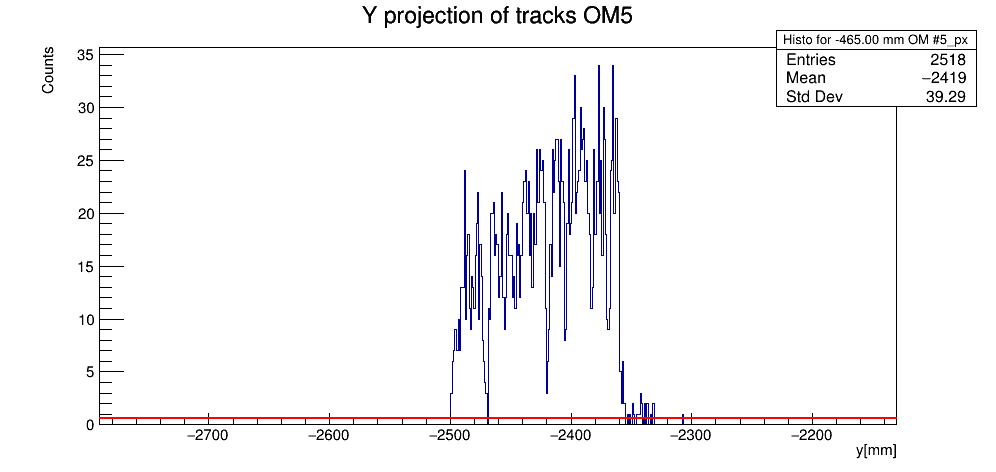 Y projection of tracks OM5
Histo for -465.00 mm OM #5_px
Entries 2518
Mean −2419
Std Dev 39.29
Counts
35
30
25
20
15
10
5
0
−2700 −2600 −2500 −2400 −2300 −2200
y[mm]